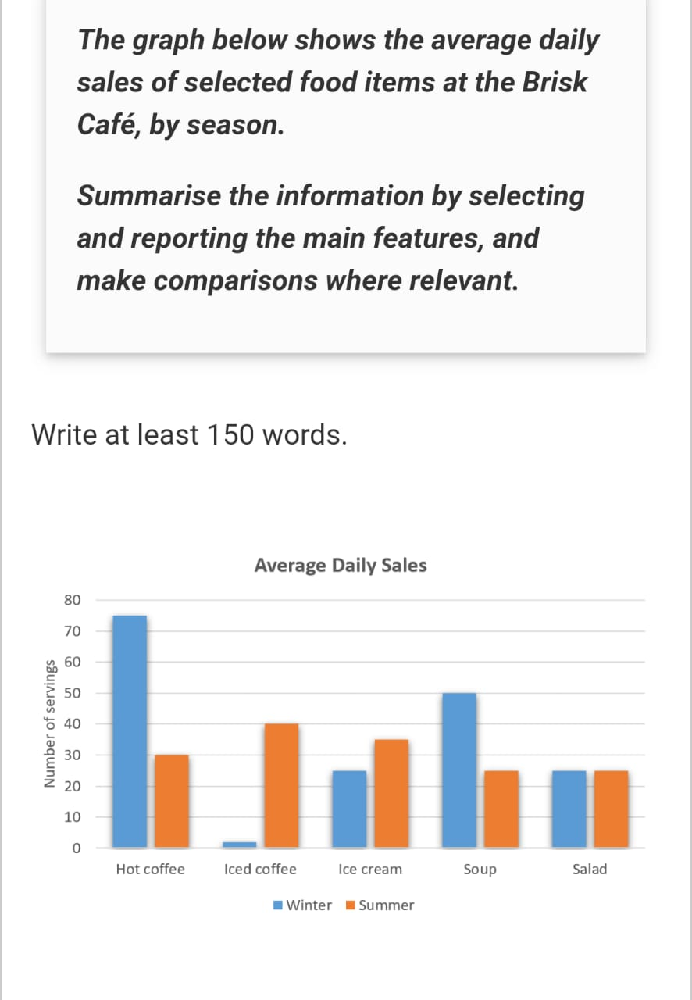 The graph below shows the average daily
sales of selected food items at the Brisk
Café, by season.
Summarise the information by selecting
and reporting the main features, and
make comparisons where relevant.
Write at least 150 words.
Average Daily Sales
Number of servings
80
70
60
50
40
30
20
10
0
Hot coffee Iced coffee Ice cream Soup Salad
Winter Summer